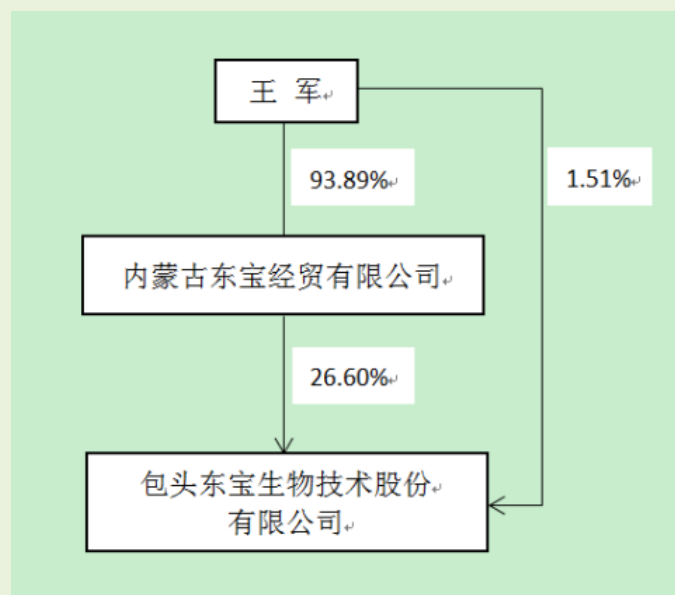 王 军
93.89%
1.51%
内蒙古东宝经贸有限公司
26.60%
包头东宝生物技术股份
有限公司